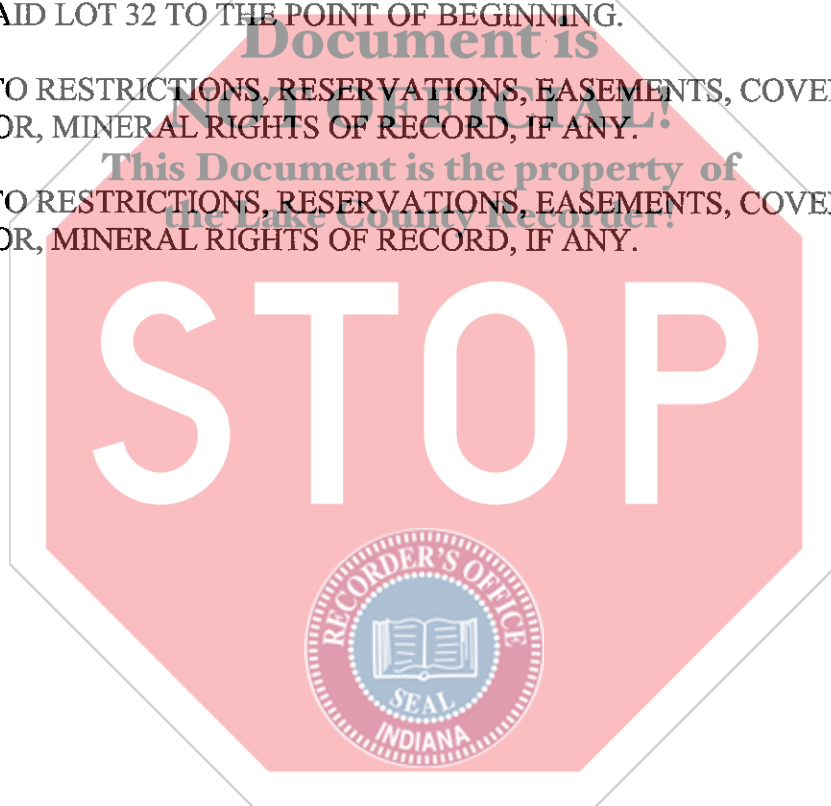 AID LOT 32 TO THE POINT OF BEGINNING.
Document is
TO RESTRICTIONS, RESERVATIONS, EASEMENTS, COVE
NOT OFFICIAL!
OR, MINERAL RIGHTS OF RECORD, IF ANY.
This Document is the property of
TO RESTRICTIONS, RESERVATIONS, EASEMENTS, COVE
the Lake County Recorder!
OR, MINERAL RIGHTS OF RECORD, IF ANY.
STOP
RECORDER'S OFFICE
SEAL
INDIANA